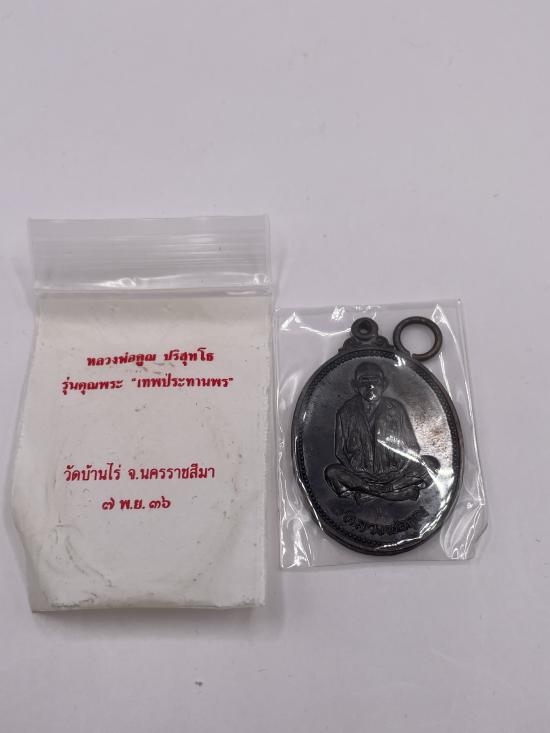 หลวงพ่อคูณ ปริสุทโธ
รุ่นคุณพระ "เทพประทานพร"
วัดบ้านไร่ จ.นครราชสีมา
๗ พ.ย. ๓๖